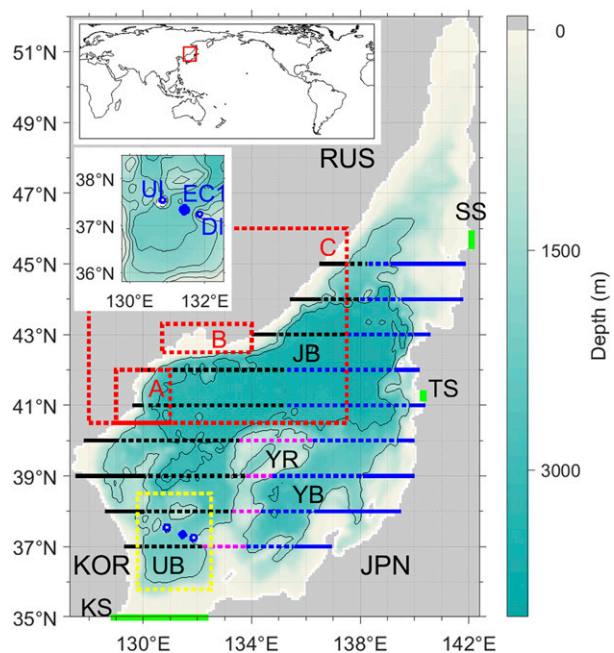 51°N
49°N
47°N
45°N
43°N
41°N
39°N
37°N
35°N
130°E
134°E
138°E
142°E
38°N
37°N
36°N
130°E
132°E
UI
EC1
DI
RUS
SS
C
B
A
JB
TS
YR
YB
KOR
UB
JPN
KS
0
1500
3000
Depth (m)